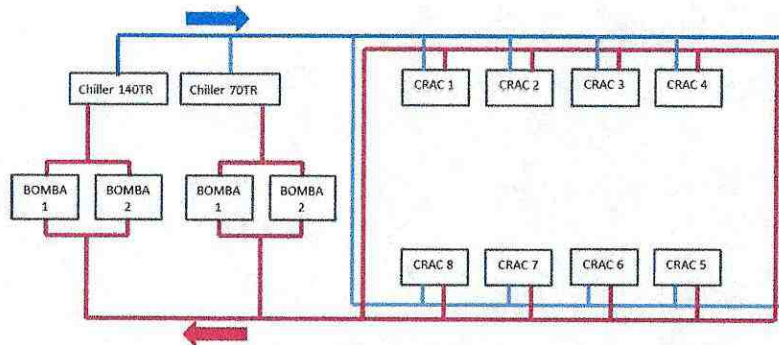 Chiller 140TR
Chiller 70TR
CRAC 1
CRAC 2
CRAC 3
CRAC 4
BOMBA
1
BOMBA
2
BOMBA
1
BOMBA
2
CRAC 8
CRAC 7
CRAC 6
CRAC 5